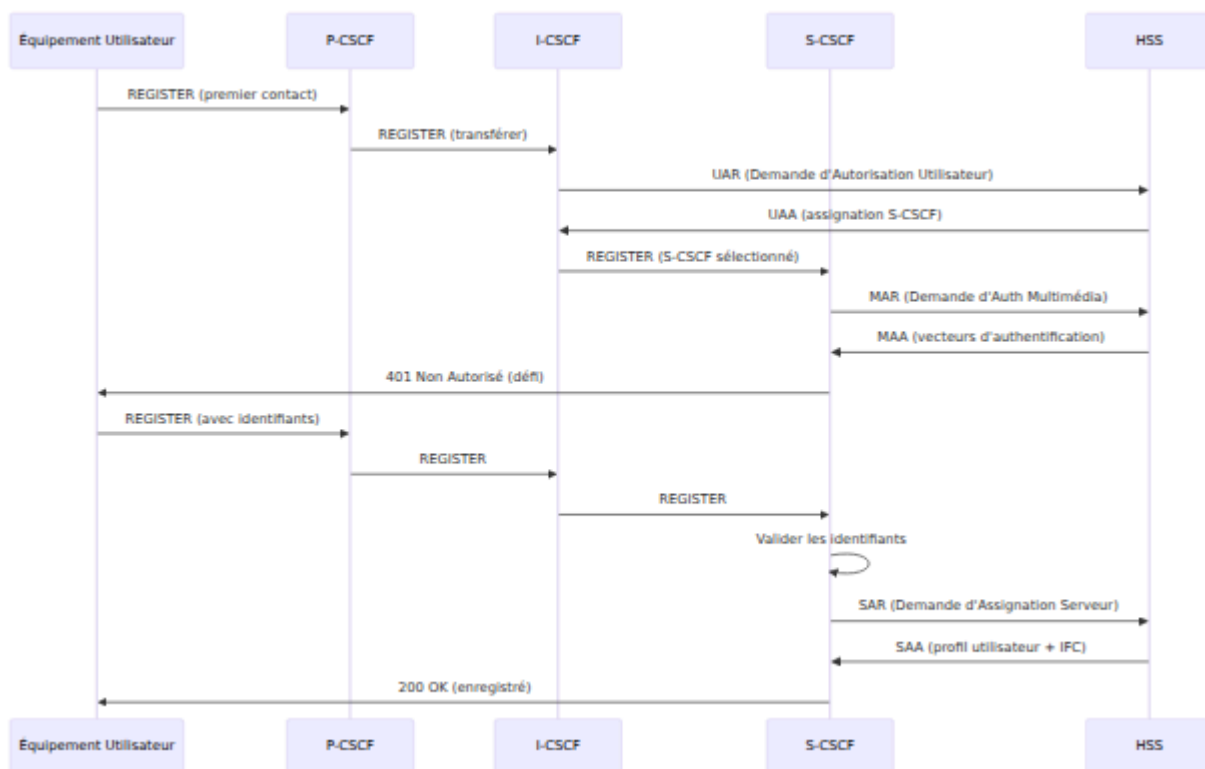 Équipement Utilisateur P-CSCF I-CSCF S-CSCF HSS
REGISTER (premier contact)
REGISTER (transférer)
UAR (Demande d'Autorisation Utilisateur)
UAA (assignation S-CSCF)
REGISTER (S-CSCF sélectionné)
MAR (Demande d'Auth Multimédia)
MAA (vecteurs d'authentification)
401 Non Autorisé (défi)
REGISTER (avec identifiants)
REGISTER
REGISTER
Valider les identifiants
SAR (Demande d'Assignation Serveur)
SAA (profil utilisateur + IFC)
200 OK (enregistré)
Équipement Utilisateur P-CSCF I-CSCF S-CSCF HSS